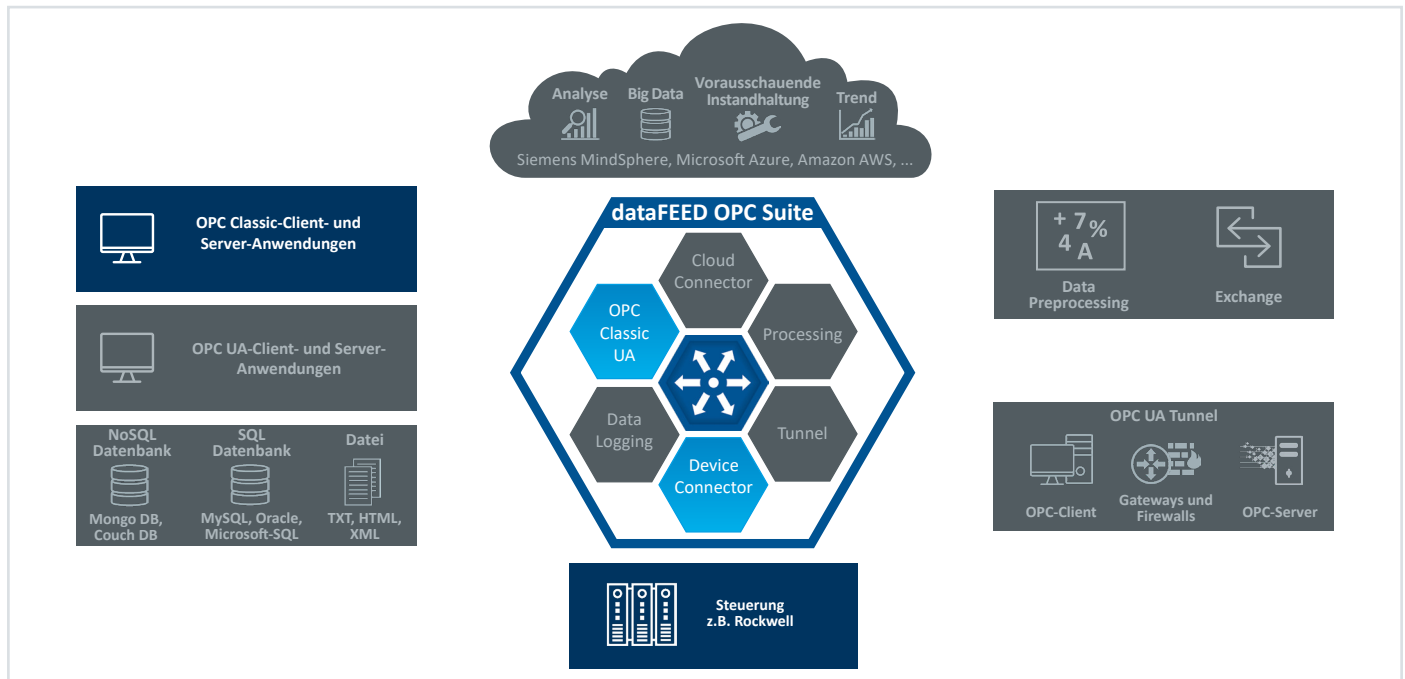 Analyse
Big Data
Vorausschauende
Instandhaltung
Trend
Siemens MindSphere, Microsoft Azure, Amazon AWS, ...
OPC Classic-Client- und
Server-Anwendungen
OPC UA-Client- und Server-
Anwendungen
NoSQL
Datenbank
Mongo DB,
Couch DB
SQL
Datenbank
MySQL, Oracle,
Microsoft-SQL
Datei
TXT, HTML,
XML
dataFEED OPC Suite
Cloud
Connector
OPC
Classic
UA
Processing
Data
Logging
Tunnel
Device
Connector
+ 7%
4 A
Data
Preprocessing
Exchange
OPC UA Tunnel
OPC-Client
Gateways und
Firewalls
OPC-Server
Steuerung
z.B. Rockwell